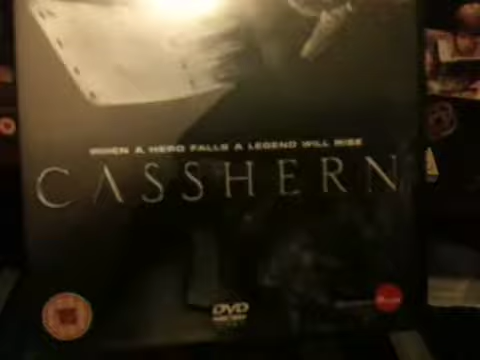 WHEN A HERO FALLS A LEGEND WILL RISE
CASSHERN
DVD